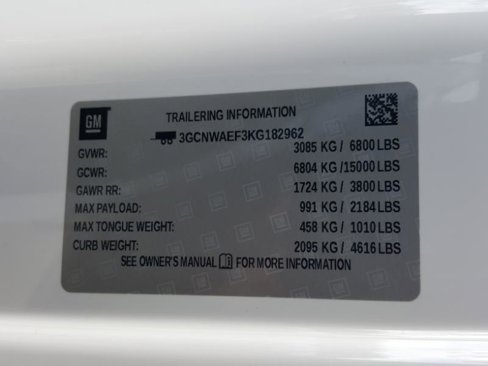 GM
TRAILERING INFORMATION
3GCNWAEF3KG182962
GVWR: 3085 KG / 6800 LBS
GCWR: 6804 KG /15000 LBS
GAWR RR: 1724 KG / 3800 LBS
MAX PAYLOAD: 991 KG / 2184 LBS
MAX TONGUE WEIGHT: 458 KG / 1010 LBS
CURB WEIGHT: 2095 KG / 4616 LBS
SEE OWNER'S MANUAL FOR MORE INFORMATION